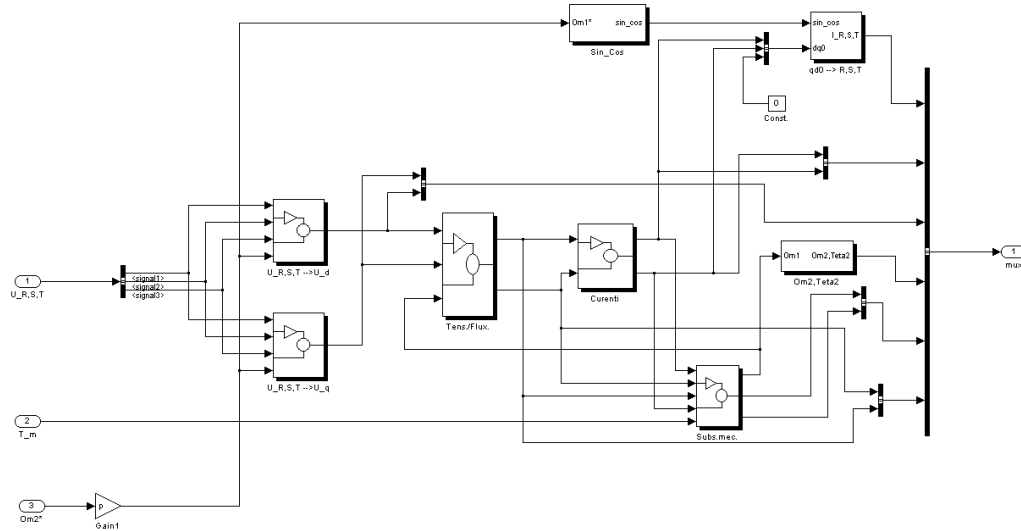 Om1* sin_cos
Sin_Cos
sin_cos
I_R,S,T
dq0
qd0 --> R,S,T
0
Const.
U_R,S,T -->U_d
1
U_R,S,T
<signal1>
<signal2>
<signal3>
Tens./Flux.
Curenti
Om1 Om2,Teta2
Om2,Teta2
1
mux
U_R,S,T -->U_q
2
T_m
Subs.mec.
3
Om2*
p
Gain1